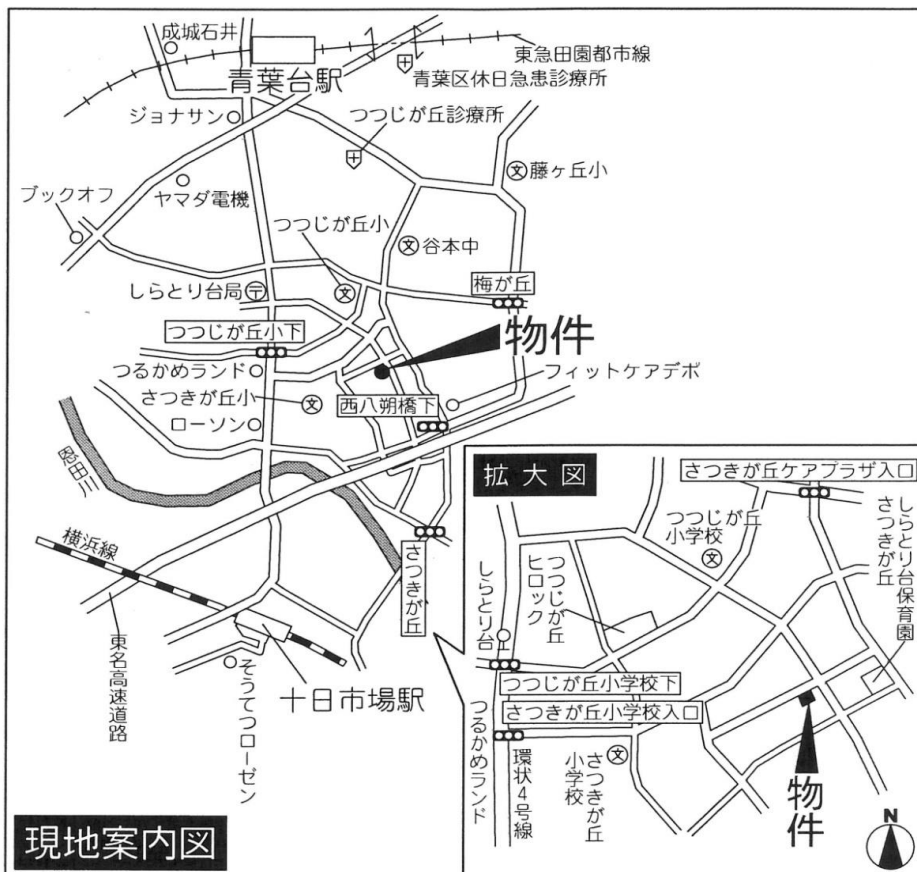 成城石井
青葉台駅
東急田園都市線
青葉区休日急患診療所
ジョナサン
つつじが丘診療所
藤ヶ丘小
ブックオフ
ヤマダ電機
つつじが丘小
谷本中
梅が丘
しらとり台局
つつじが丘小下
物件
つるかめランド
フィットケアデポ
さつきが丘小
西八朔橋下
ローソン
恩田川
横浜線
さつきが丘
東名高速道路
そうてつローゼン
十日市場駅
現地案内図
拡大図
さつきが丘ケアプラザ入口
つつじが丘
小学校
しらとり台保育園
さつきが丘
つつじが丘
ヒロック
しらとり台
つつじが丘小学校下
さつきが丘小学校入口
つるかめランド
環状4号線
さつきが丘
小学校
物件
N